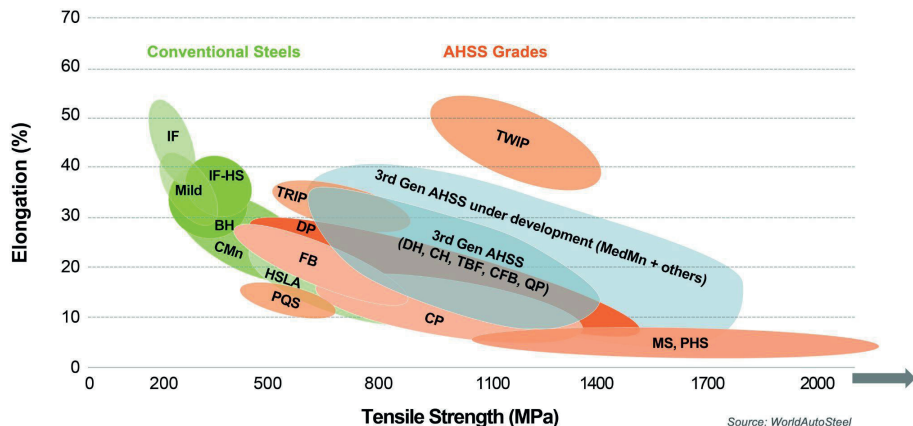 70
Conventional Steels
AHSS Grades
60
50
IF
TWIP
40
Mild
IF-HS
TRIP
3rd Gen AHSS under development (MedMn + others)
30
BH
DP
3rd Gen AHSS
(DH, CH, TBF, CFB, QP)
CMn
FB
20
HSLA
PQS
10
CP
MS, PHS
0
Elongation (%)
0 200 500 800 1100 1400 1700 2000
Tensile Strength (MPa)
Source: WorldAutoSteel